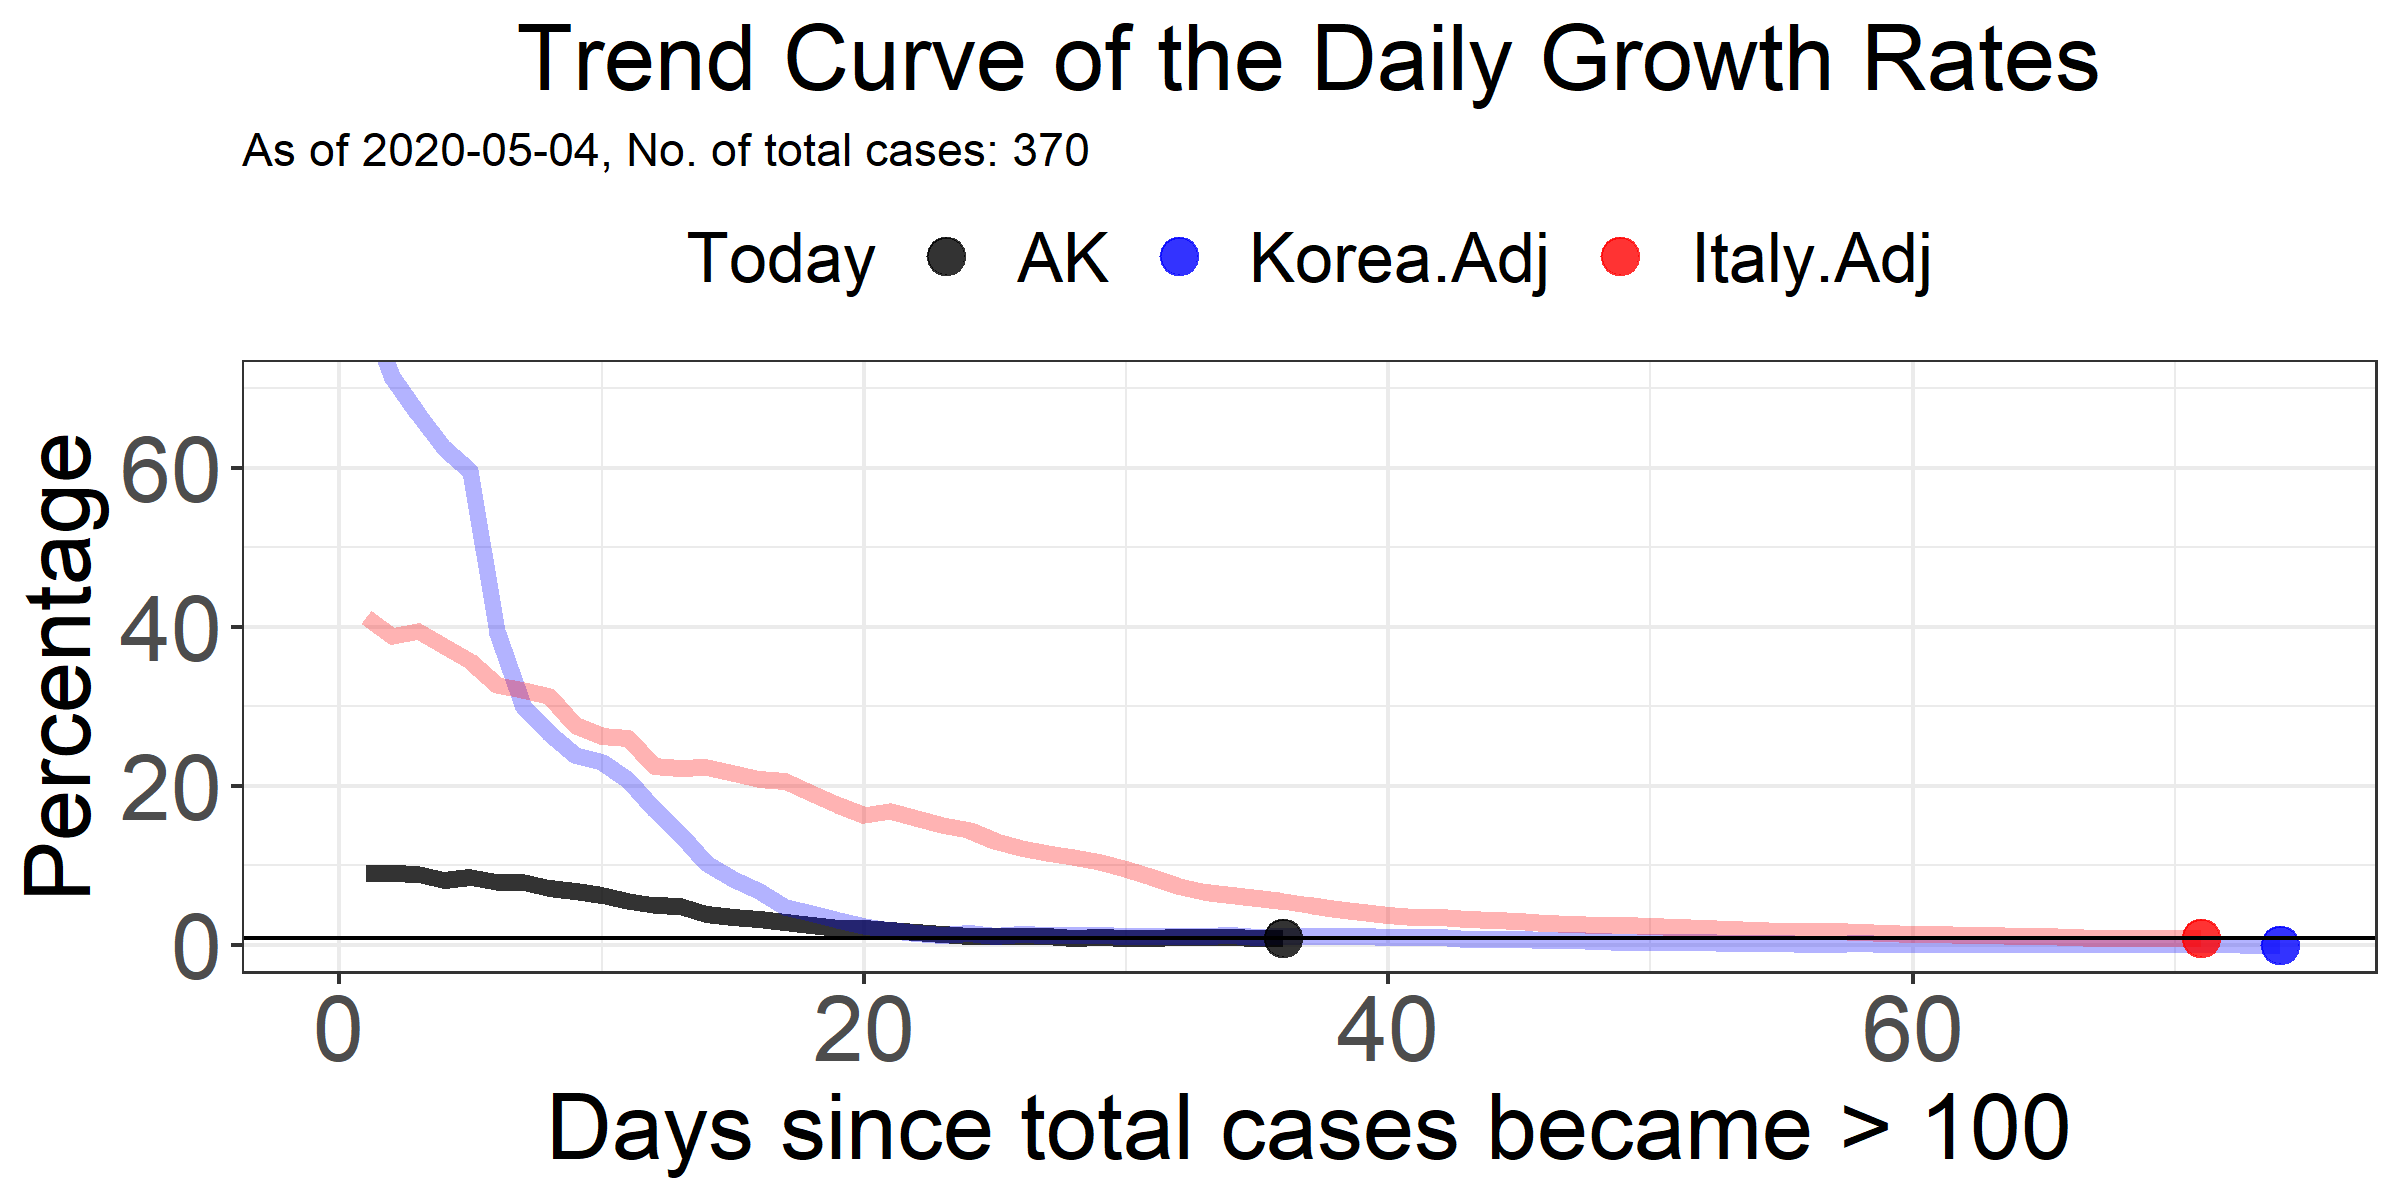 Trend Curve of the Daily Growth Rates
As of 2020-05-04, No. of total cases: 370
Today AK Korea.Adj Italy.Adj
Percentage
60
40
20
0
0 20 40 60
Days since total cases became > 100